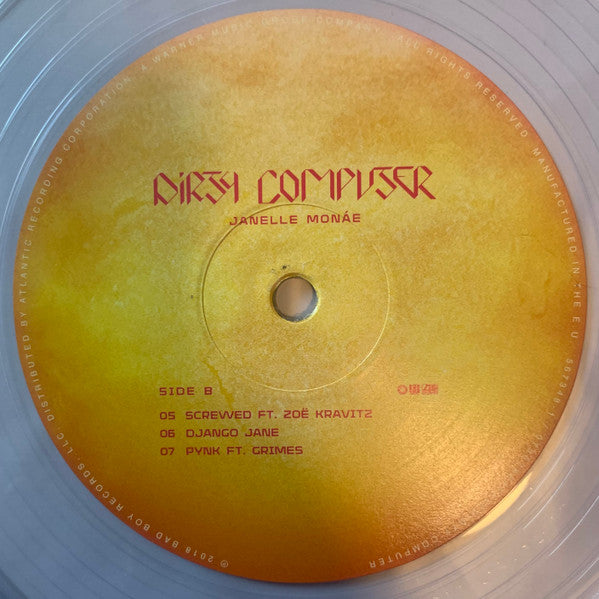 DIRTY COMPUTER
JANELLE MONÁE
SIDE B
05 SCREWED FT. ZOË KRAVITZ
06 DJANGO JANE
07 PYNK FT. GRIMES
℗ 2018 BAD BOY RECORDS, LLC. DISTRIBUTED BY ATLANTIC RECORDING CORPORATION. A WARNER MUSIC GROUP COMPANY. ALL RIGHTS RESERVED. MANUFACTURED IN THE E.U.
COMPUTER